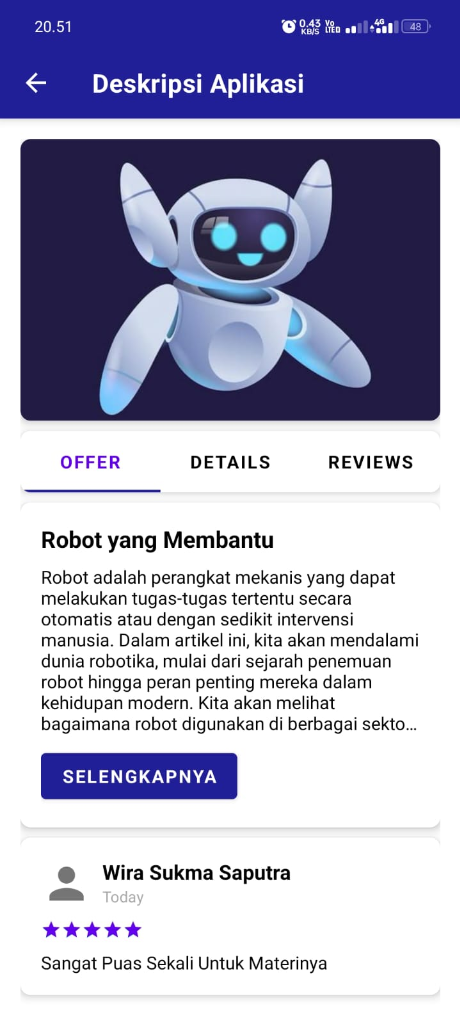 20.51
0.43 KB/S Vo LTE 4G 48
Deskripsi Aplikasi
OFFER DETAILS REVIEWS
Robot yang Membantu
Robot adalah perangkat mekanis yang dapat
melakukan tugas-tugas tertentu secara
otomatis atau dengan sedikit intervensi
manusia. Dalam artikel ini, kita akan mendalami
dunia robotika, mulai dari sejarah penemuan
robot hingga peran penting mereka dalam
kehidupan modern. Kita akan melihat
bagaimana robot digunakan di berbagai sekto...
SELENGKAPNYA
Wira Sukma Saputra
Today
Sangat Puas Sekali Untuk Materinya